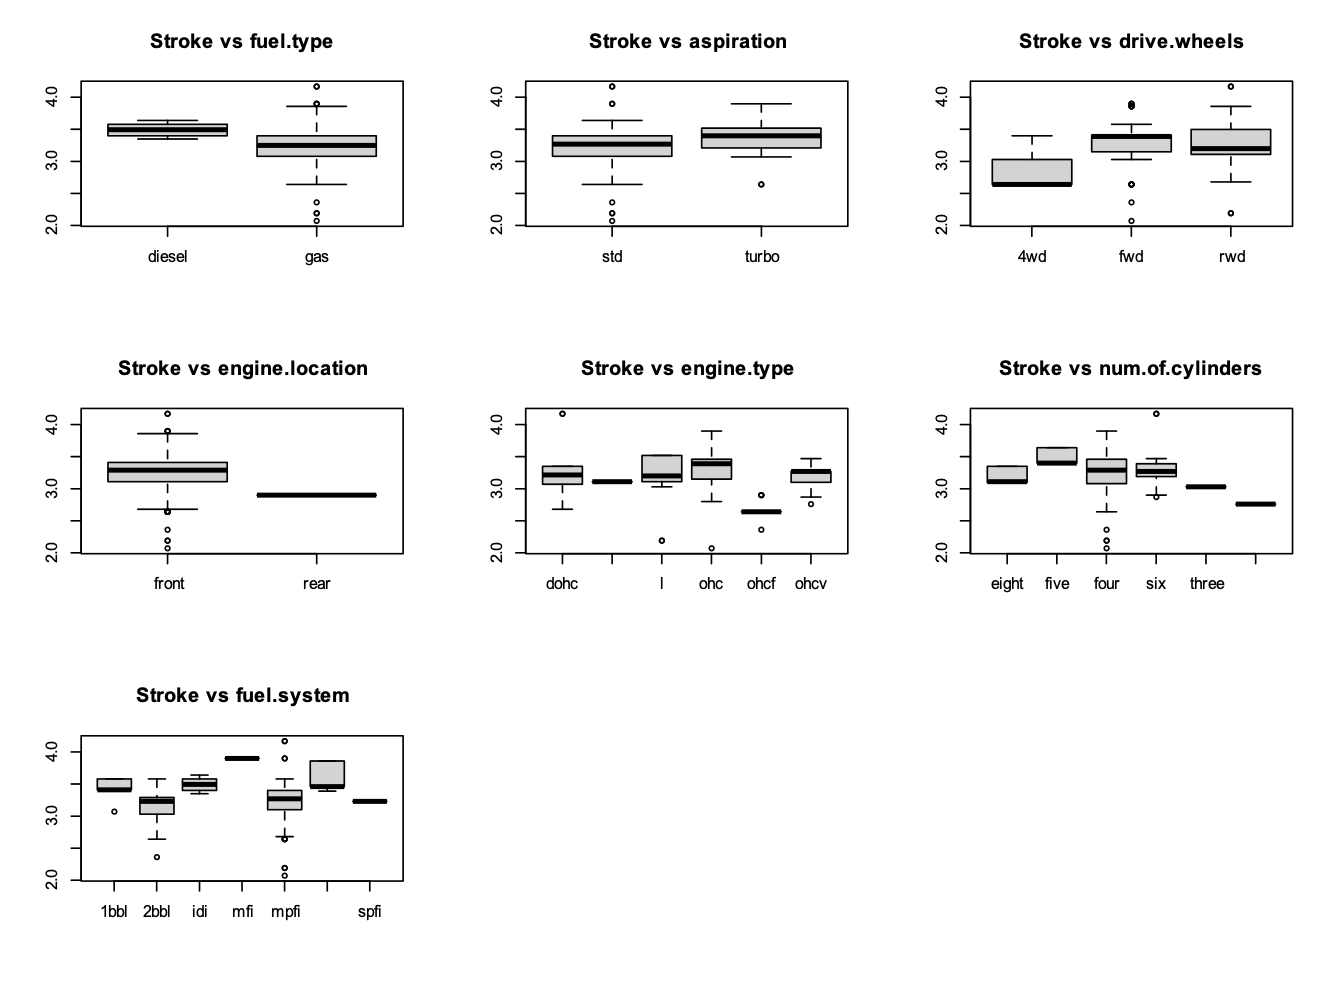 Stroke vs fuel.type
4.0
3.0
2.0
diesel gas
Stroke vs aspiration
4.0
3.0
2.0
std turbo
Stroke vs drive.wheels
4.0
3.0
2.0
4wd fwd rwd
Stroke vs engine.location
4.0
3.0
2.0
front rear
Stroke vs engine.type
4.0
3.0
2.0
dohc l ohc ohcf ohcv
Stroke vs num.of.cylinders
4.0
3.0
2.0
eight five four six three
Stroke vs fuel.system
4.0
3.0
2.0
1bbl 2bbl idi mfi mpfi spfi